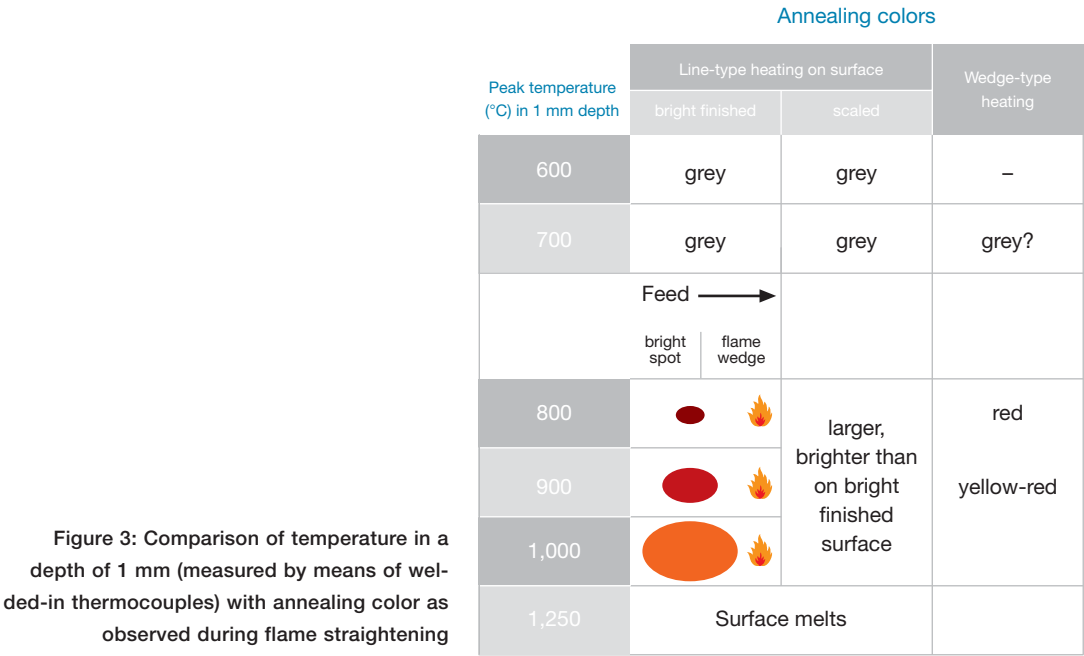 Annealing colors
Peak temperature
(°C) in 1 mm depth
Line-type heating on surface
Wedge-type
heating
bright finished
scaled
600
grey
grey
–
700
grey
grey
grey?
Feed
bright
spot
flame
wedge
800
red
larger,
brighter than
on bright
finished
surface
900
yellow-red
1,000
1,250
Surface melts
Figure 3: Comparison of temperature in a
depth of 1 mm (measured by means of wel-
ded-in thermocouples) with annealing color as
observed during flame straightening